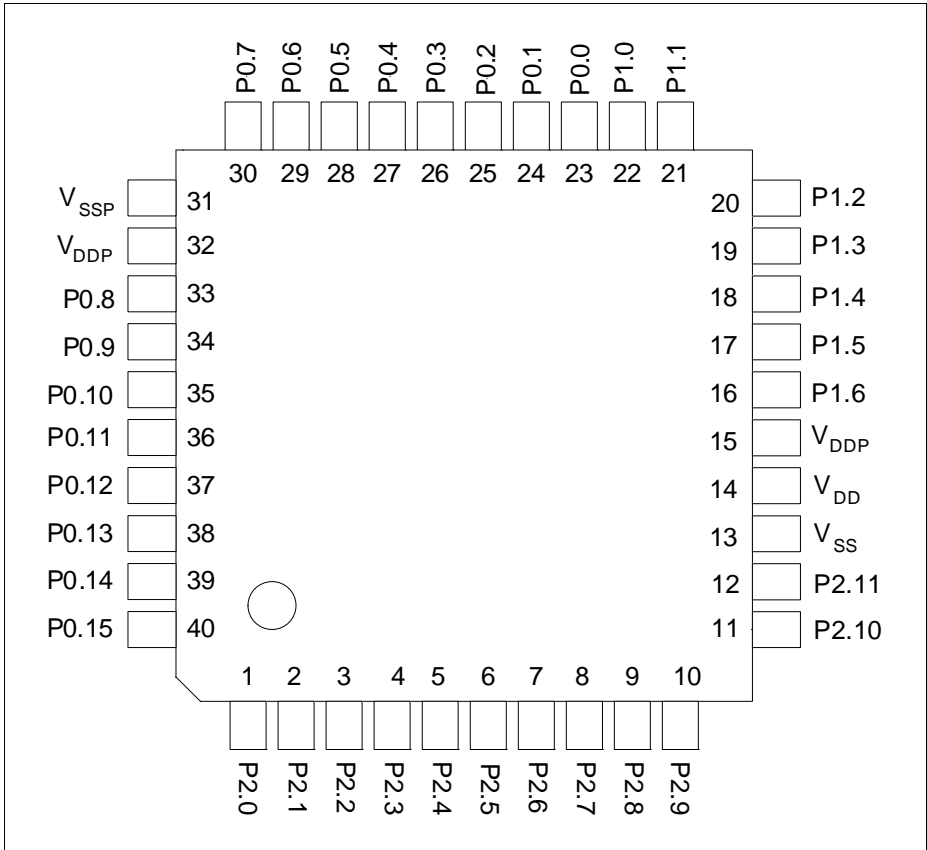 P0.7 P0.6 P0.5 P0.4 P0.3 P0.2 P0.1 P0.0 P1.0 P1.1
30 29 28 27 26 25 24 23 22 21
VSSP 31 20 P1.2
VDDP 32 19 P1.3
P0.8 33 18 P1.4
P0.9 34 17 P1.5
P0.10 35 16 P1.6
P0.11 36 15 VDDP
P0.12 37 14 VDD
P0.13 38 13 VSS
P0.14 39 12 P2.11
P0.15 40 11 P2.10
1 2 3 4 5 6 7 8 9 10
P2.0 P2.1 P2.2 P2.3 P2.4 P2.5 P2.6 P2.7 P2.8 P2.9